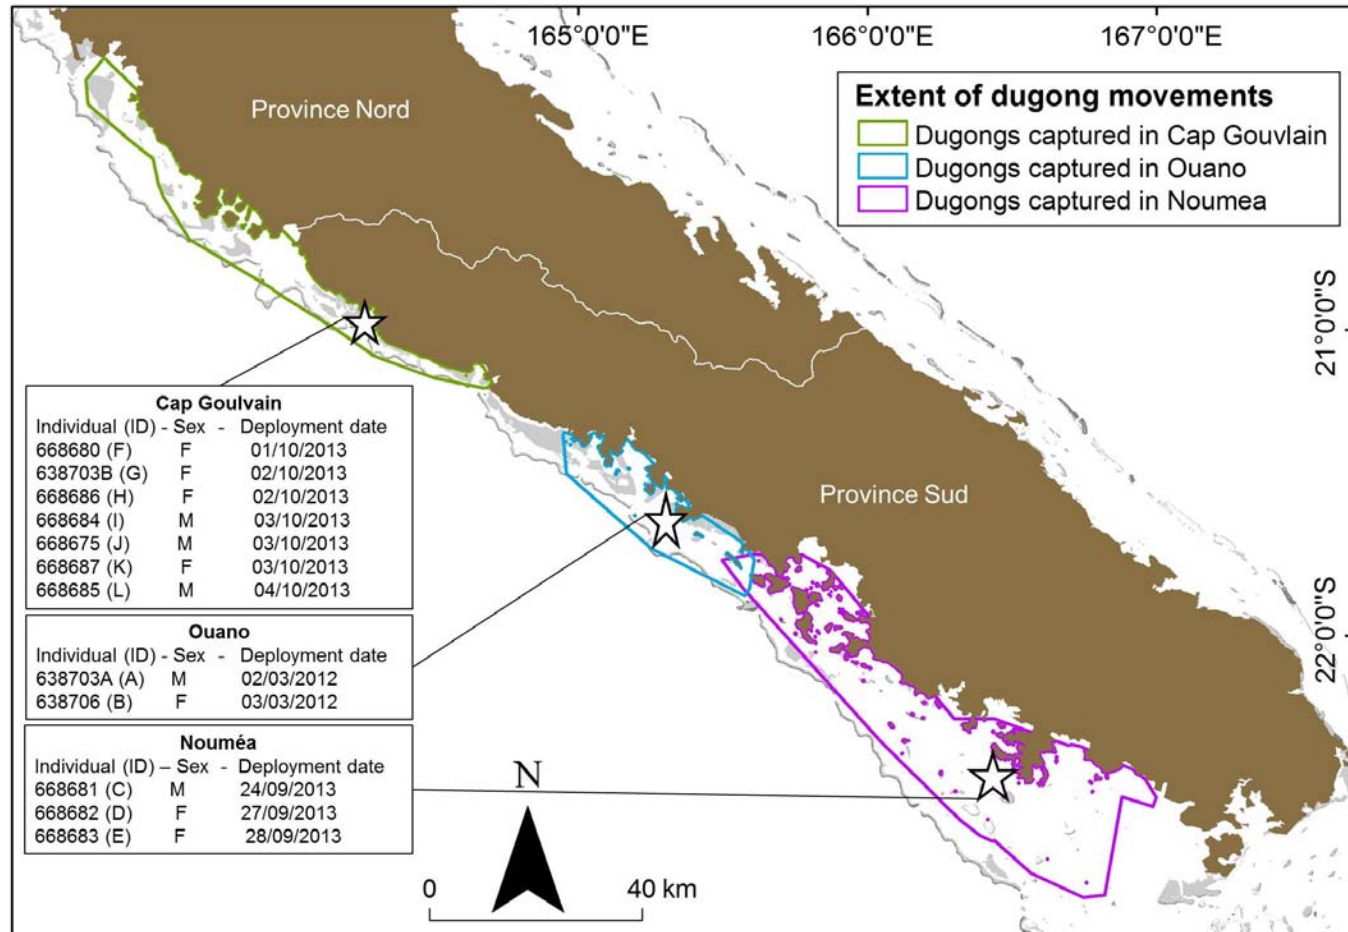 165°0'0"E 166°0'0"E 167°0'0"E
Province Nord
Extent of dugong movements
Dugongs captured in Cap Gouvlain
Dugongs captured in Ouano
Dugongs captured in Noumea
21°0'0"S
22°0'0"S
Province Sud
Cap Goulvain
Individual (ID) - Sex - Deployment date
668680 (F) F 01/10/2013
638703B (G) F 02/10/2013
668686 (H) F 02/10/2013
668684 (I) M 03/10/2013
668675 (J) M 03/10/2013
668687 (K) F 03/10/2013
668685 (L) M 04/10/2013
Ouano
Individual (ID) - Sex - Deployment date
638703A (A) M 02/03/2012
638706 (B) F 03/03/2012
Nouméa
Individual (ID) – Sex - Deployment date
668681 (C) M 24/09/2013
668682 (D) F 27/09/2013
668683 (E) F 28/09/2013
N
0 40 km